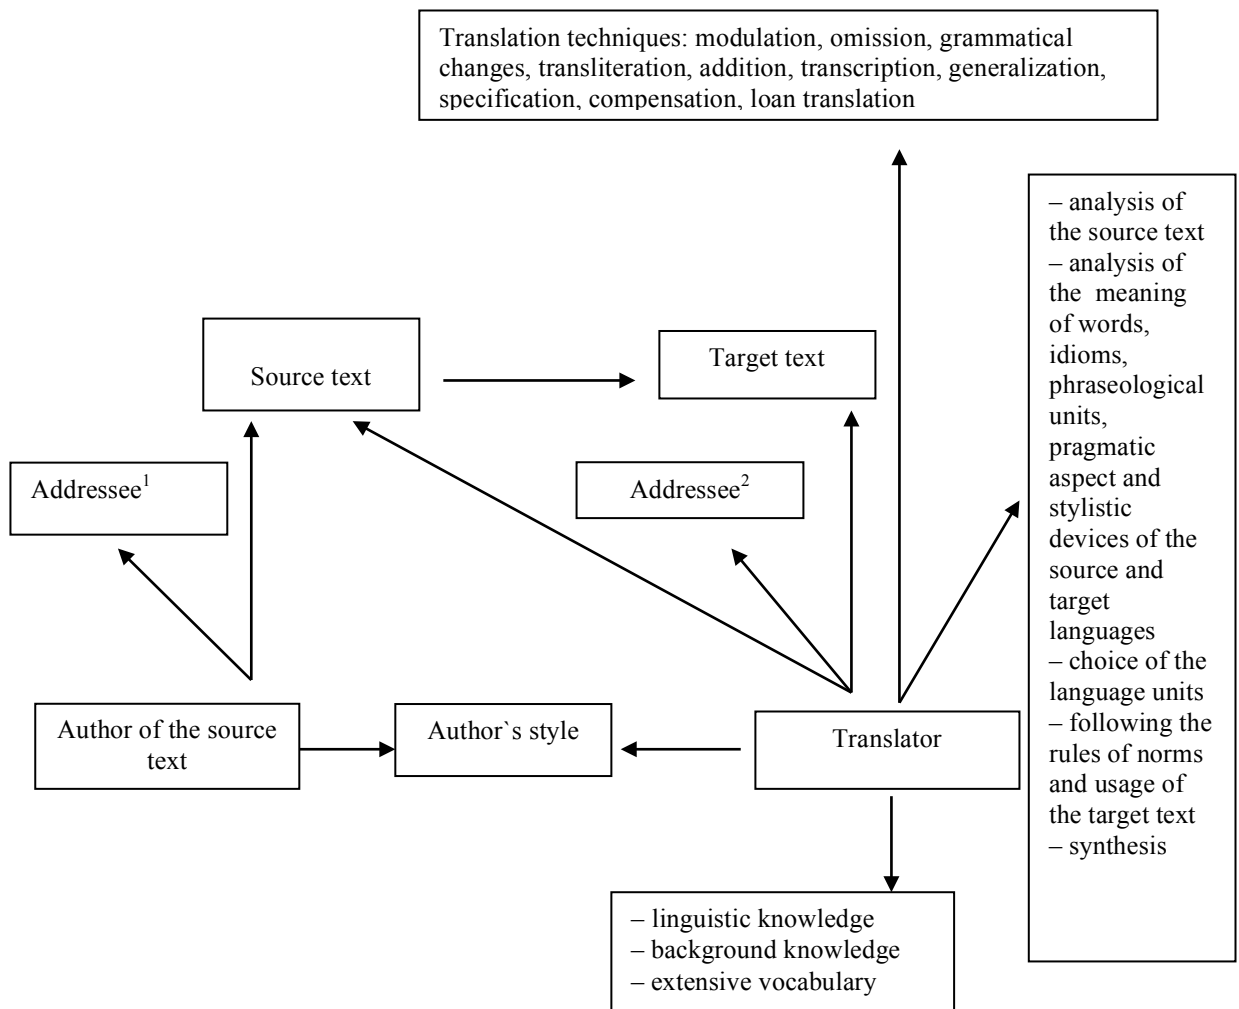 Translation techniques: modulation, omission, grammatical
changes, transliteration, addition, transcription, generalization,
specification, compensation, loan translation
– analysis of
the source text
– analysis of
the meaning
of words,
idioms,
phraseological
units,
pragmatic
aspect and
stylistic
devices of the
source and
target
languages
– choice of the
language units
– following the
rules of norms
and usage of
the target text
– synthesis
Source text
Target text
Addressee¹
Addressee²
Author of the source
text
Author`s style
Translator
– linguistic knowledge
– background knowledge
– extensive vocabulary